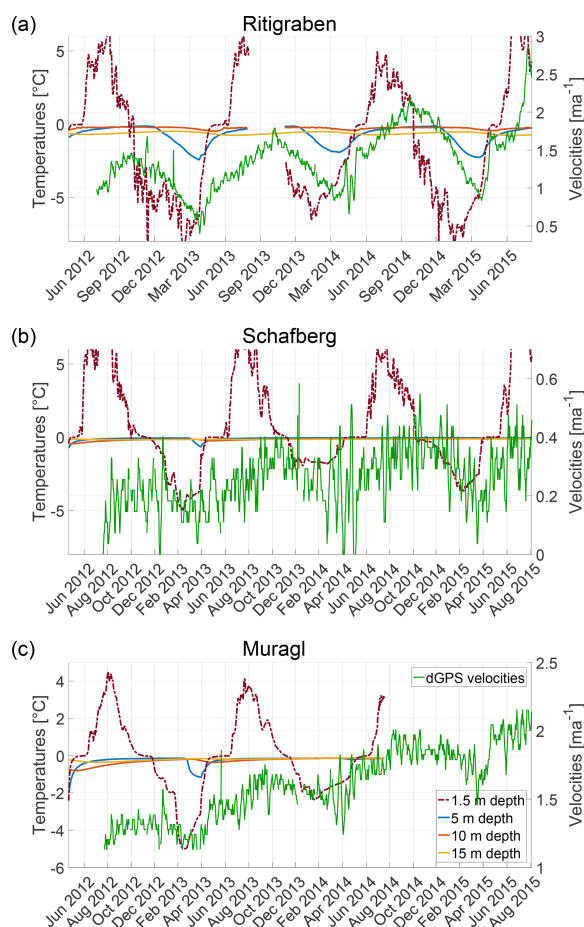 (a) Ritigraben
Temperatures [°C]
5
0
-5
3
2.5
2
1.5
1
0.5
Velocities [ma⁻¹]
Jun 2012
Sep 2012
Dec 2012
Mar 2013
Jun 2013
Sep 2013
Dec 2013
Mar 2014
Jun 2014
Sep 2014
Dec 2014
Mar 2015
Jun 2015
(b) Schafberg
Temperatures [°C]
5
0
-5
0.6
0.4
0.2
0
Velocities [ma⁻¹]
Jun 2012
Aug 2012
Oct 2012
Dec 2012
Feb 2013
Apr 2013
Jun 2013
Aug 2013
Oct 2013
Dec 2013
Feb 2014
Apr 2014
Jun 2014
Aug 2014
Oct 2014
Dec 2014
Feb 2015
Apr 2015
Jun 2015
Aug 2015
(c) Muragl
Temperatures [°C]
4
2
0
-2
-4
-6
dGPS velocities
1.5 m depth
5 m depth
10 m depth
15 m depth
2.5
2
1.5
1
Velocities [ma⁻¹]
Jun 2012
Aug 2012
Oct 2012
Dec 2012
Feb 2013
Apr 2013
Jun 2013
Aug 2013
Oct 2013
Dec 2013
Feb 2014
Apr 2014
Jun 2014
Aug 2014
Oct 2014
Dec 2014
Feb 2015
Apr 2015
Jun 2015
Aug 2015